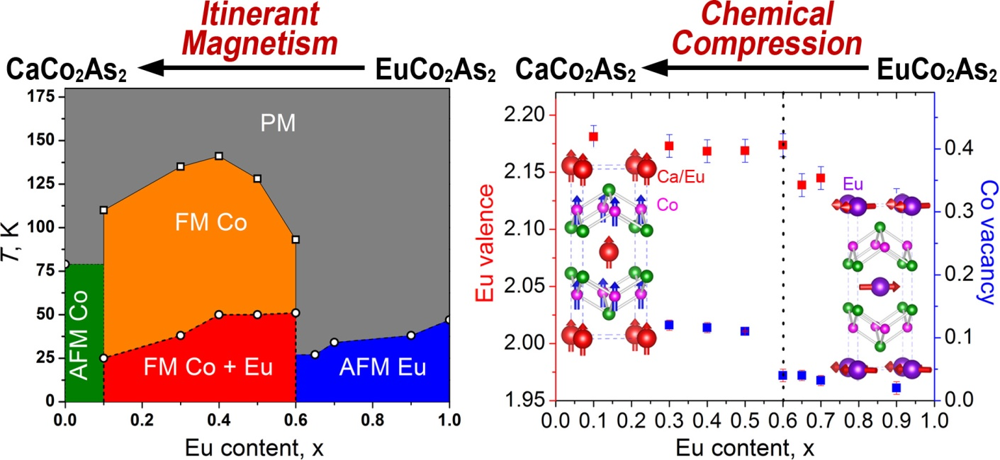 Itinerant
Magnetism
CaCo₂As₂
EuCo₂As₂
175
150
125
100
75
50
25
0
T, K
PM
FM Co
AFM Co
FM Co + Eu
AFM Eu
0.0 0.2 0.4 0.6 0.8 1.0
Eu content, x
Chemical
Compression
CaCo₂As₂
EuCo₂As₂
2.20
2.15
2.10
2.05
2.00
1.95
Eu valence
Ca/Eu
Co
Eu
0.4
0.3
0.2
0.1
0.0
Co vacancy
0.0 0.1 0.2 0.3 0.4 0.5 0.6 0.7 0.8 0.9 1.0
Eu content, x